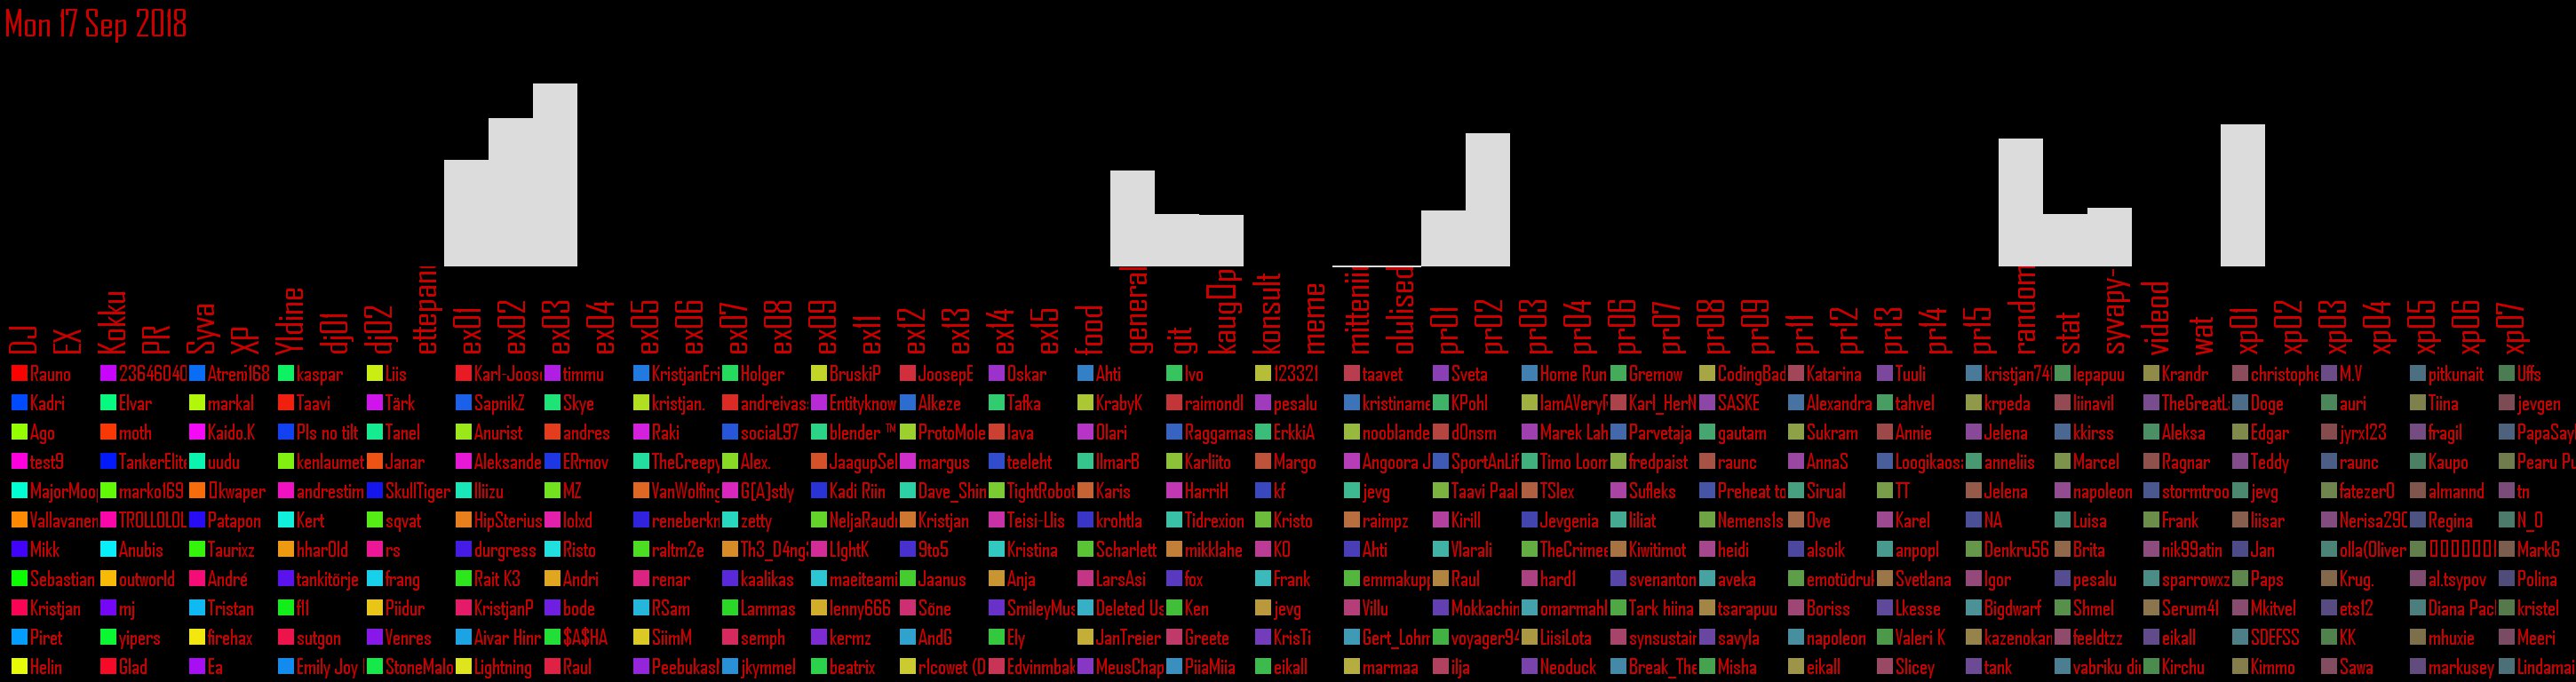 Mon 17 Sep 2018
DJ EX Kokku PR Syva XP Yldine dj01 dj02 ettepani ex01 ex02 ex03 ex04 ex05 ex06 ex07 ex08 ex09 ex11 ex12 ex13 ex14 ex15 food general git kaugOp konsult meme mitteniii olulised pr01 pr02 pr03 pr04 pr06 pr07 pr08 pr09 pr11 pr12 pr13 pr14 pr15 random stat syvapy- videod wat xp01 xp02 xp03 xp04 xp05 xp06 xp07
Rauno 23646040 Atreni168 kaspar Liis Karl-Joose timmu KristjanEri Holger BruskiP JoosepE Oskar Ahti Ivo 123321 taavet Sveta Home Run Gremow CodingBad Katarina Tuuli kristjan741 lepapuu Krandr christophe M.V pitkunait Uffs
Kadri Elvar markal Taavi Tärk SapnikZ Skye kristjan. andreivas Entityknow Alkeze Tafka KrabyK raimondl pesalu kristiname KPohl IamAVeryF Karl_HerN SASKE Alexandra tahvel krpeda liinavil TheGreatL Doge auri Tiina jevgen
Ago moth Kaido.K Pls no tilt Tanel Anurist andres Raki sociaL97 blender ™ ProtoMole lava Olari Raggamas ErkkiA nooblande d0nsm Marek Lah Parvetaja gautam Sukram Annie Jelena kkirss Aleksa Edgar jyrx123 fragil PapaSay
test9 TankerElite uudu kenlaumet Janar Aleksande ERrnov TheCreepy Alex. JaagupSel margus teeleht IlmarB Karliito Margo Angoora J SportAnLif Timo Loom fredpaist raunc AnnaS Loogikaos anneliis Marcel Ragnar Teddy raunc Kaupo Pearu Pu
MajorMoo marko169 kwaper andrestim SkullTiger Iliizu MZ VanWolfing G[A]stly Kadi Riin Dave_Shin TightRobot Karis HarriH kf jevg Taavi Paal TSlex Sufleks Preheat to Sirual TT Jelena napoleon stormtroo jevg fatezer0 almannd tn
Vallavanen TROLLOLOL Patapon Kert sqvat HipSterius lolxd reneberkn zetty NeljaRaudi Kristjan Teisi-Llis krohtla Tidrexion Kristo raimpz Kirill Jevgenia liliat Nemensis Ove Karel NA Luisa Frank liisar Nerisa290 Regina N_O
Mikk Anubis Taurixz hhar0ld rs durgress Risto raltm2e Th3_D4ng LIghtK 9to5 Kristina Scharlett mikklahe KO Ahti Vlarali TheCrimee Kiwitimot heidi alsoik anpopl Denkru56 Brita nik99atin Jan olla(Oliver MarkG
Sebastian outworld André tankitörje frang Rait K3 Andri renar kaalikas maeiteami Jaanus Anja LarsAsi fox Frank emmakupp Raul hard1 svenanton aveka emotüdruk Svetlana Igor pesalu sparrowxz Paps Krug. al.tsypov Polina
Kristjan mj Tristan f11 Piidur KristjanP bode RSam Lammas lenny666 Söne SmileyMus Deleted Us Ken jevg Villu Mokkachin omarmahl Tark hiina tsarapuu Boriss Lkesse Bigdwarf Shmel Serum41 Mkitvel ets12 Diana Pac kristel
Piret yipers firehax sutgon Venres Aivar Hinr $A$HA SiimM semph kermz AndG Ely JanTreier Greete KrisTi Gert_Lohm voyager94 LiisiLota synsustain savyla napoleon Valeri K kazenokam feeldtzz eikall SDEFSS KK mhuxie Meeri
Helin Glad Ea Emily Joy StoneMalo Lightning Raul Peebukasl jkymmel beatrix r1cowet (D Edvinmbak MeusChap PiiaMiia eikall marmaa ilja Neoduck Break_The Misha eikall Slicey tank vabriku di Kirchu Kimmo Sawa markusey Lindamai